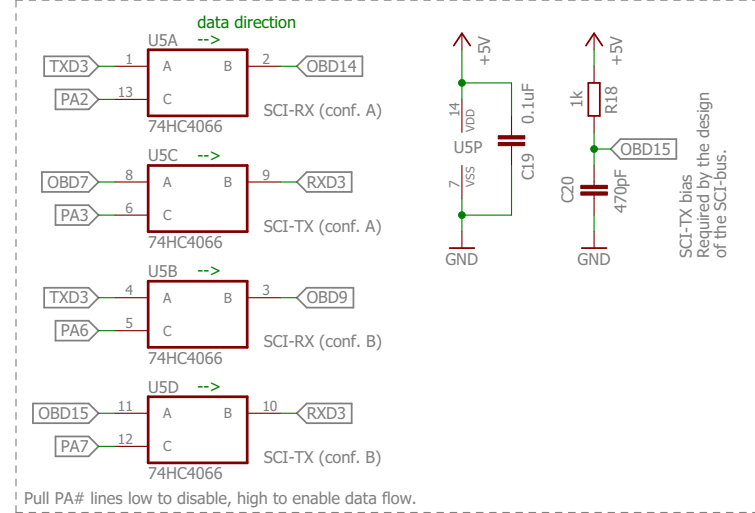 data direction
U5A -->
TXD3 1 A B 2 OBD14
PA2 13 C
SCI-RX (conf. A)
74HC4066
U5C -->
OBD7 8 A B 9 RXD3
PA3 6 C
SCI-TX (conf. A)
74HC4066
U5B -->
TXD3 4 A B 3 OBD9
PA6 5 C
SCI-RX (conf. B)
74HC4066
U5D -->
OBD15 11 A B 10 RXD3
PA7 12 C
SCI-TX (conf. B)
74HC4066
+5V
14 VDD
U5P
7 VSS
0.1uF
C19
GND
+5V
1k
R18
OBD15
C20
470pF
GND
SCI-TX bias
Required by the design
of the SCI-bus.
Pull PA# lines low to disable, high to enable data flow.